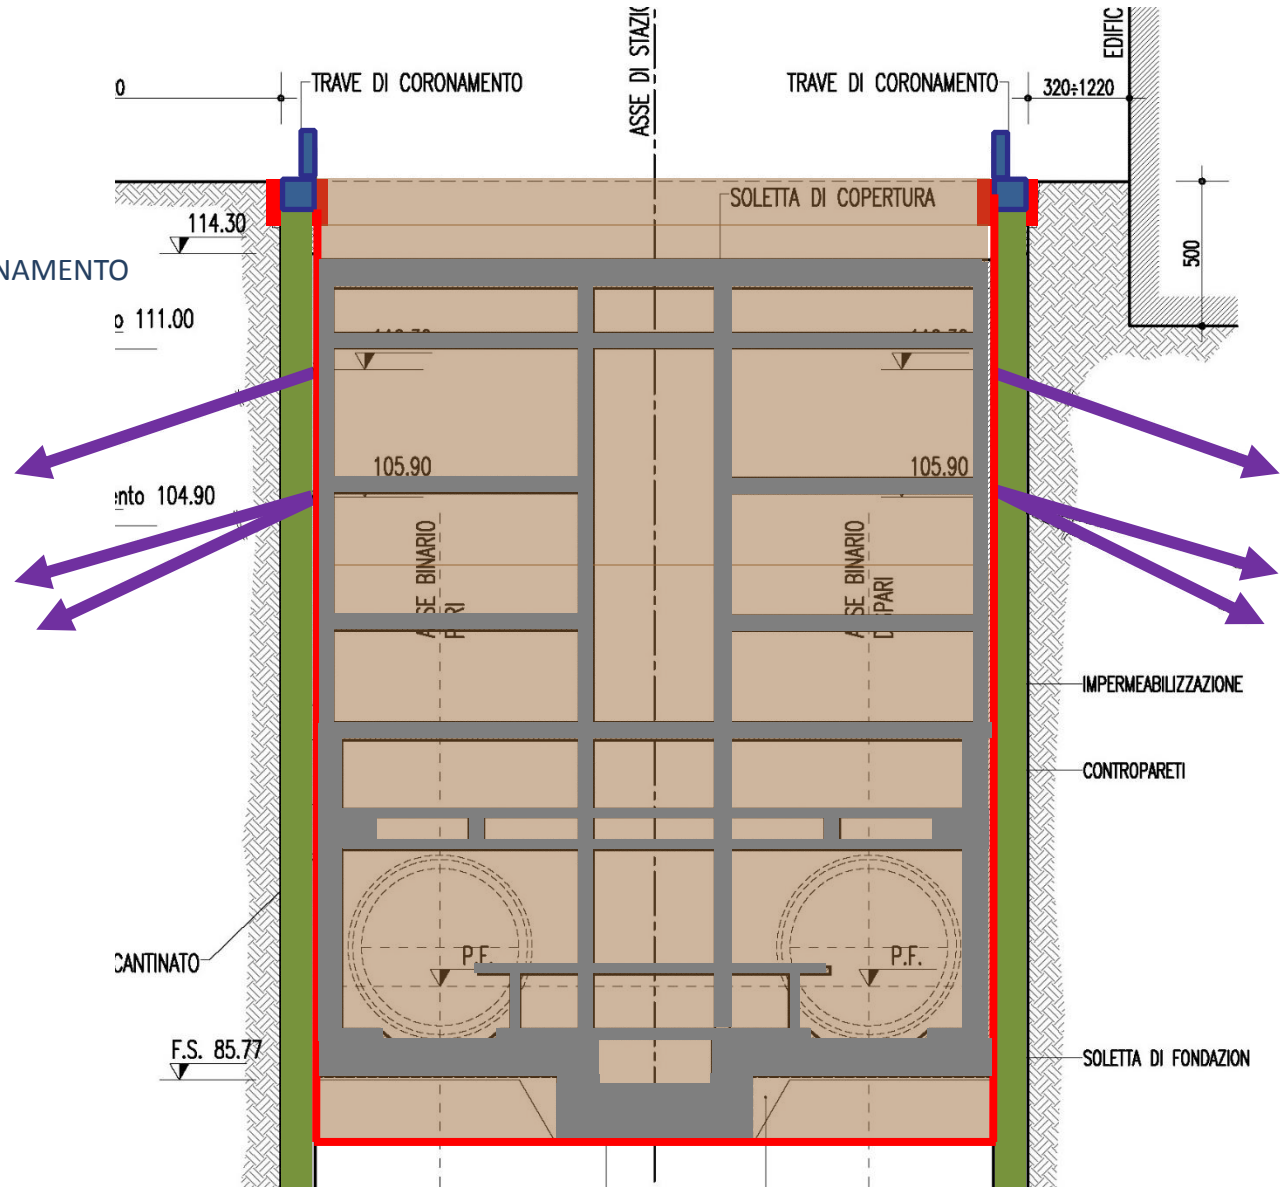 ASSE DI STAZIO
EDIFIC
TRAVE DI CORONAMENTO
TRAVE DI CORONAMENTO
0
320÷1220
SOLETTA DI COPERTURA
114.30
500
NAMENTO
o 111.00
105.90
105.90
ento 104.90
ASSE BINARIO
ASSE BINARIO
IMPERMEABILIZZAZIONE
CONTROPARETI
CANTINATO
P.F.
P.F.
F.S. 85.77
SOLETTA DI FONDAZION